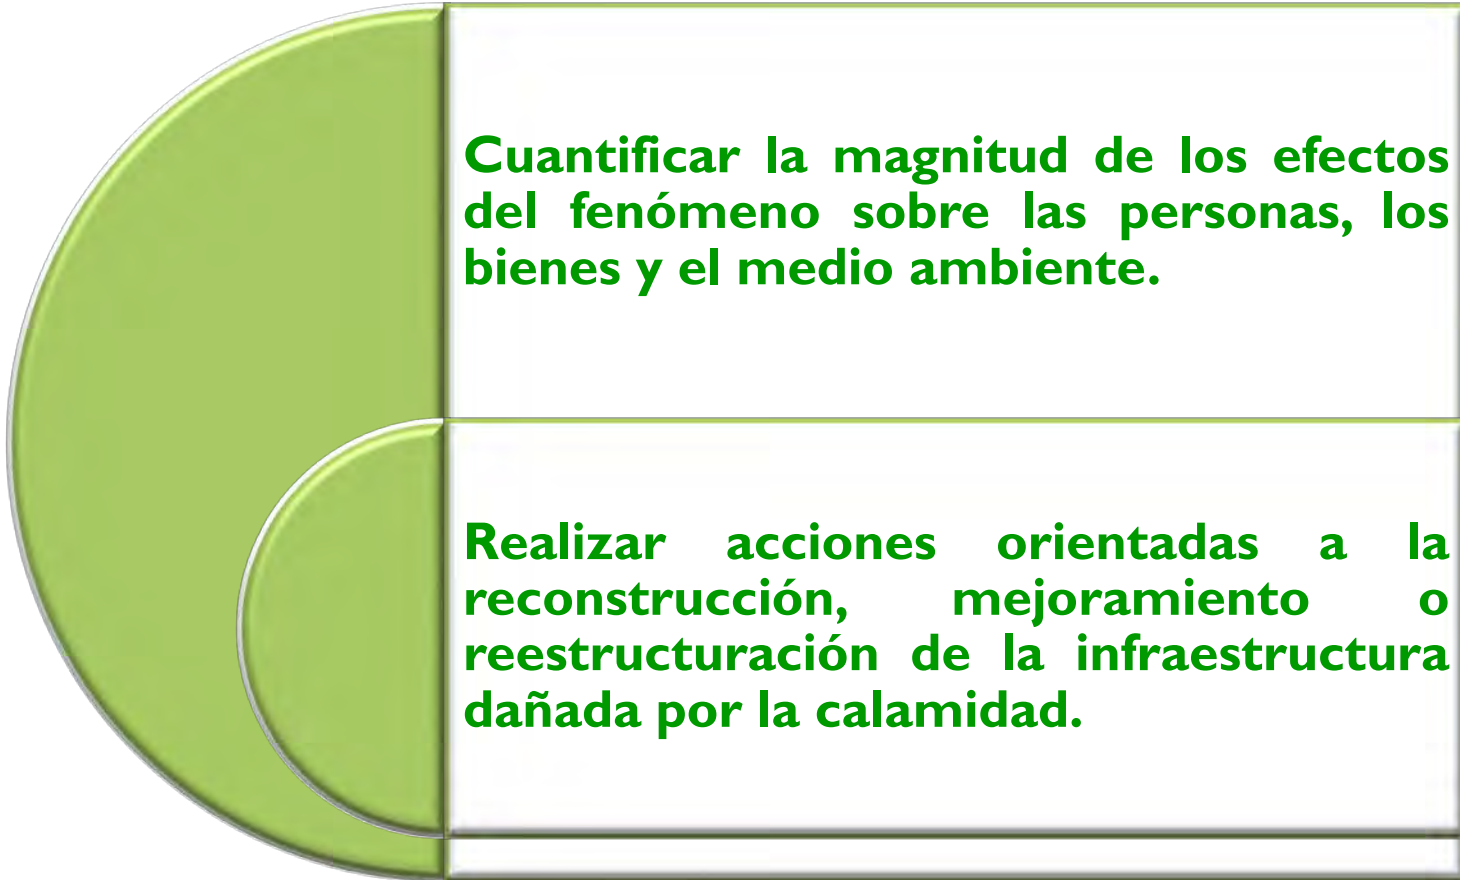 Cuantificar la magnitud de los efectos
del fenómeno sobre las personas, los
bienes y el medio ambiente.
Realizar acciones orientadas a la
reconstrucción, mejoramiento o
reestructuración de la infraestructura
dañada por la calamidad.